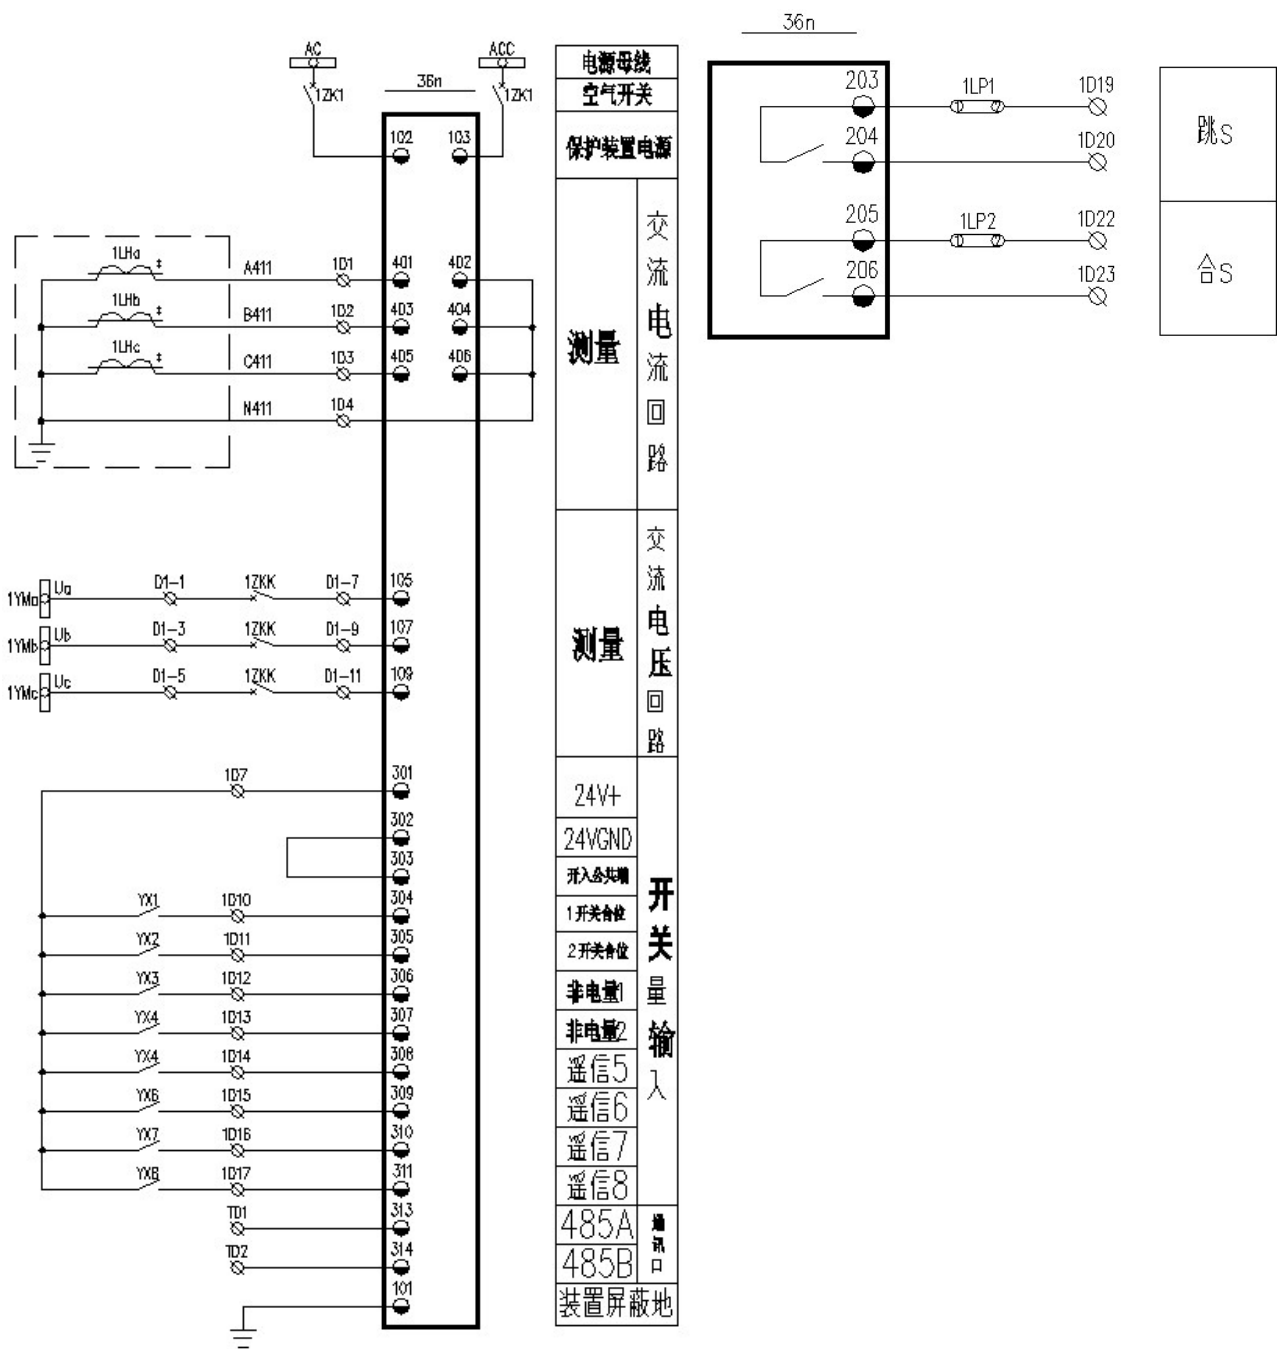 AC
ACC
1ZK1
36n
1ZK1
102
103
1LHa
*
A411
1D1
401
402
1LHb
*
B411
1D2
403
404
1LHc
*
C411
1D3
405
406
N411
1D4
1YMa
Ua
D1-1
1ZKK
D1-7
105
1YMb
Ub
D1-3
1ZKK
D1-9
107
1YMc
Uc
D1-5
1ZKK
D1-11
109
1D7
301
302
303
YX1
1D10
304
YX2
1D11
305
YX3
1D12
306
YX4
1D13
307
YX4
1D14
308
YX6
1D15
309
YX7
1D16
310
YX8
1D17
311
TD1
313
TD2
314
101
电源母线
空气开关
保护装置电源
测量
交流电流回路
测量
交流电压回路
24V+
24VGND
开入公共端
1开关合位
2开关合位
非电量1
非电量2
遥信5
遥信6
遥信7
遥信8
开关量输入
485A
485B
通讯口
装置屏蔽地
36n
203
1LP1
1D19
1
2
204
1D20
205
1LP2
1D22
1
2
206
1D23
跳S
合S